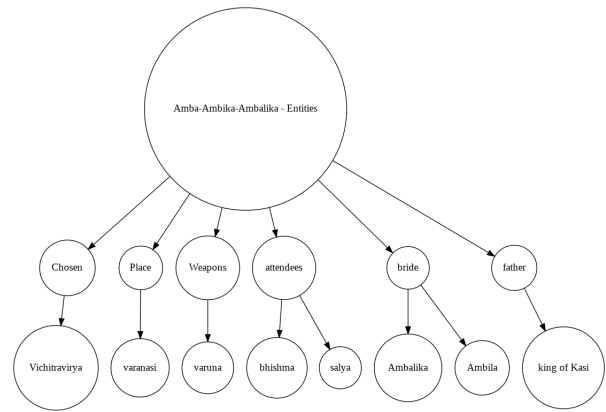 Amba-Ambika-Ambalika - Entities
Chosen
Place
Weapons
attendees
bride
father
Vichitravirya
varanasi
varuna
bhishma
salya
Ambalika
Ambila
king of Kasi